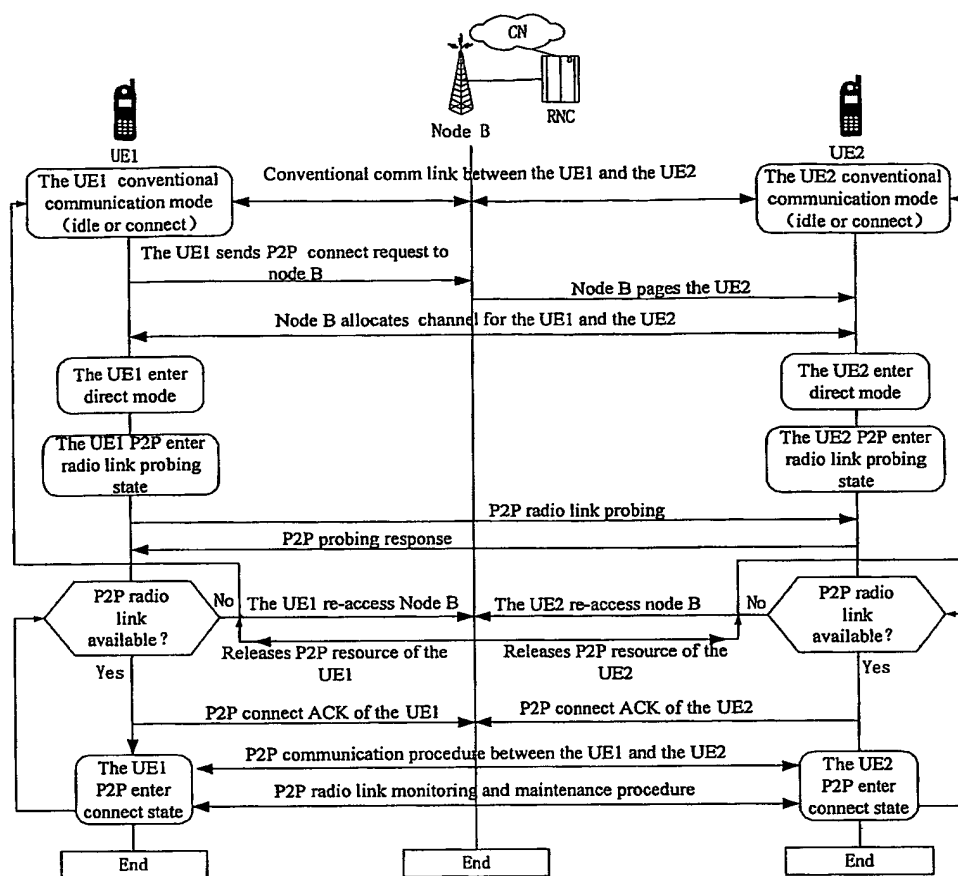 CN
RNC
Node B
UE1
UE2
The UE1 conventional
communication mode
(idle or connect)
Conventional comm link between the UE1 and the UE2
The UE2 conventional
communication mode
(idle or connect)
The UE1 sends P2P connect request to
node B
Node B pages the UE2
Node B allocates channel for the UE1 and the UE2
The UE1 enter
direct mode
The UE2 enter
direct mode
The UE1 P2P enter
radio link probing
state
The UE2 P2P enter
radio link probing
state
P2P radio link probing
P2P probing response
P2P radio
link
available?
No
The UE1 re-access Node B
The UE2 re-access node B
No
P2P radio
link
available?
Releases P2P resource of the
UE1
Releases P2P resource of the
UE2
Yes
Yes
P2P connect ACK of the UE1
P2P connect ACK of the UE2
The UE1
P2P enter
connect state
P2P communication procedure between the UE1 and the UE2
P2P radio link monitoring and maintenance procedure
The UE2
P2P enter
connect state
End
End
End